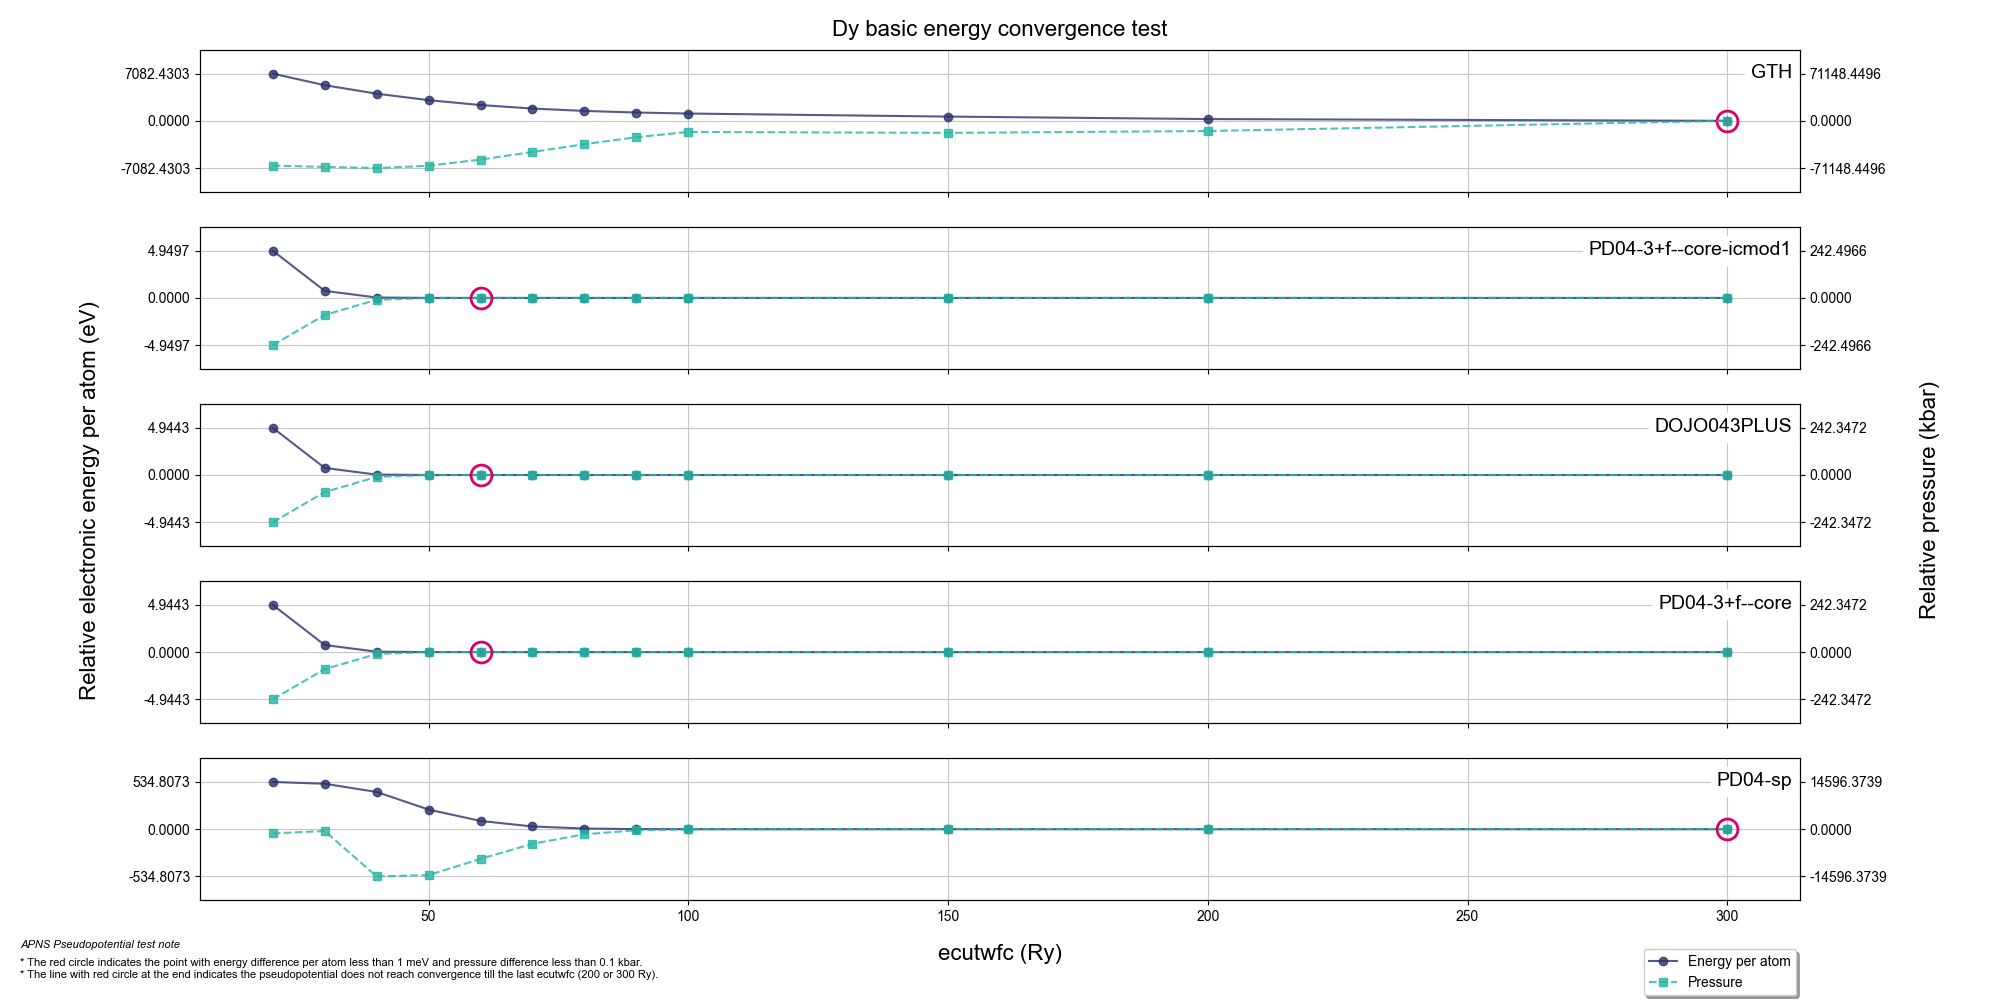 Dy basic energy convergence test
GTH
7082.4303
0.0000
-7082.4303
71148.4496
0.0000
-71148.4496
PD04-3+f--core-icmod1
4.9497
0.0000
-4.9497
242.4966
0.0000
-242.4966
DOJO043PLUS
4.9443
0.0000
-4.9443
242.3472
0.0000
-242.3472
PD04-3+f--core
4.9443
0.0000
-4.9443
242.3472
0.0000
-242.3472
PD04-sp
534.8073
0.0000
-534.8073
14596.3739
0.0000
-14596.3739
50 100 150 200 250 300
Relative electronic energy per atom (eV)
Relative pressure (kbar)
ecutwfc (Ry)
APNS Pseudopotential test note
* The red circle indicates the point with energy difference per atom less than 1 meV and pressure difference less than 0.1 kbar.
* The line with red circle at the end indicates the pseudopotential does not reach convergence till the last ecutwfc (200 or 300 Ry).
Energy per atom
Pressure